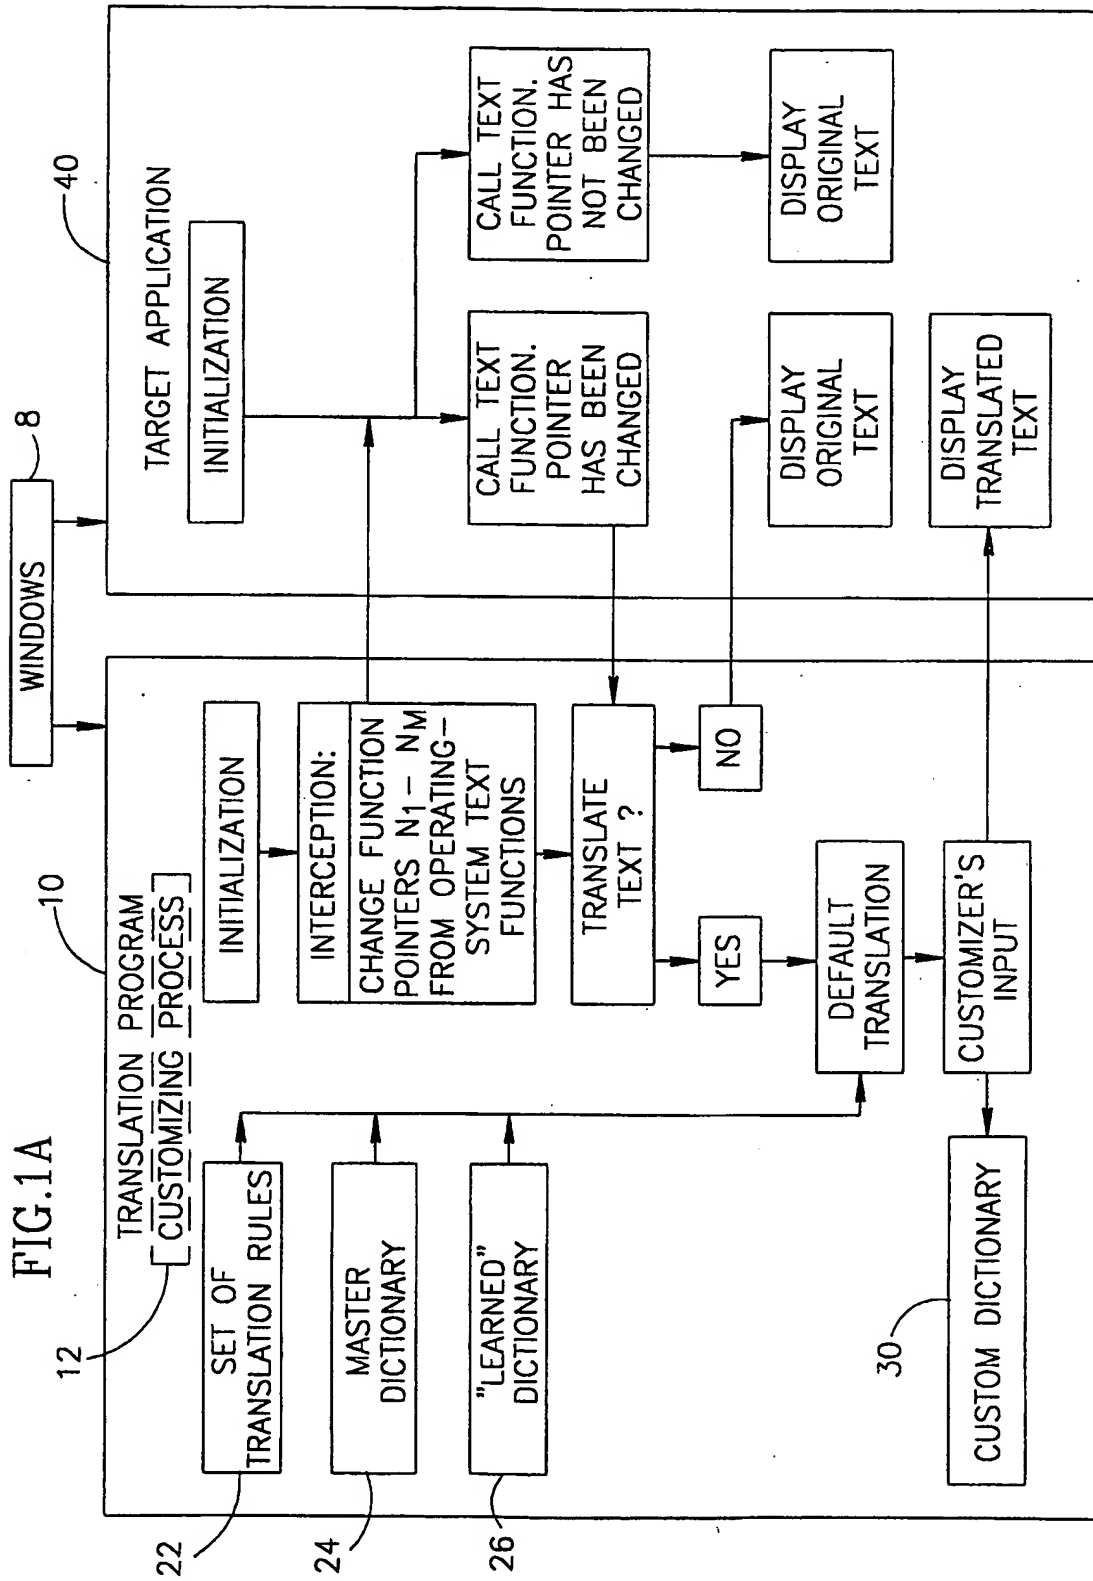 FIG.1A
WINDOWS
8
10
TRANSLATION PROGRAM
CUSTOMIZING PROCESS
12
SET OF
TRANSLATION RULES
22
MASTER
DICTIONARY
24
"LEARNED"
DICTIONARY
26
INITIALIZATION
INTERCEPTION:
CHANGE FUNCTION
POINTERS N1– NM
FROM OPERATING–
SYSTEM TEXT
FUNCTIONS
TRANSLATE
TEXT ?
YES
NO
DEFAULT
TRANSLATION
CUSTOMIZER'S
INPUT
CUSTOM DICTIONARY
30
40
TARGET APPLICATION
INITIALIZATION
CALL TEXT
FUNCTION.
POINTER
HAS BEEN
CHANGED
CALL TEXT
FUNCTION.
POINTER HAS
NOT BEEN
CHANGED
DISPLAY
ORIGINAL
TEXT
DISPLAY
ORIGINAL
TEXT
DISPLAY
TRANSLATED
TEXT